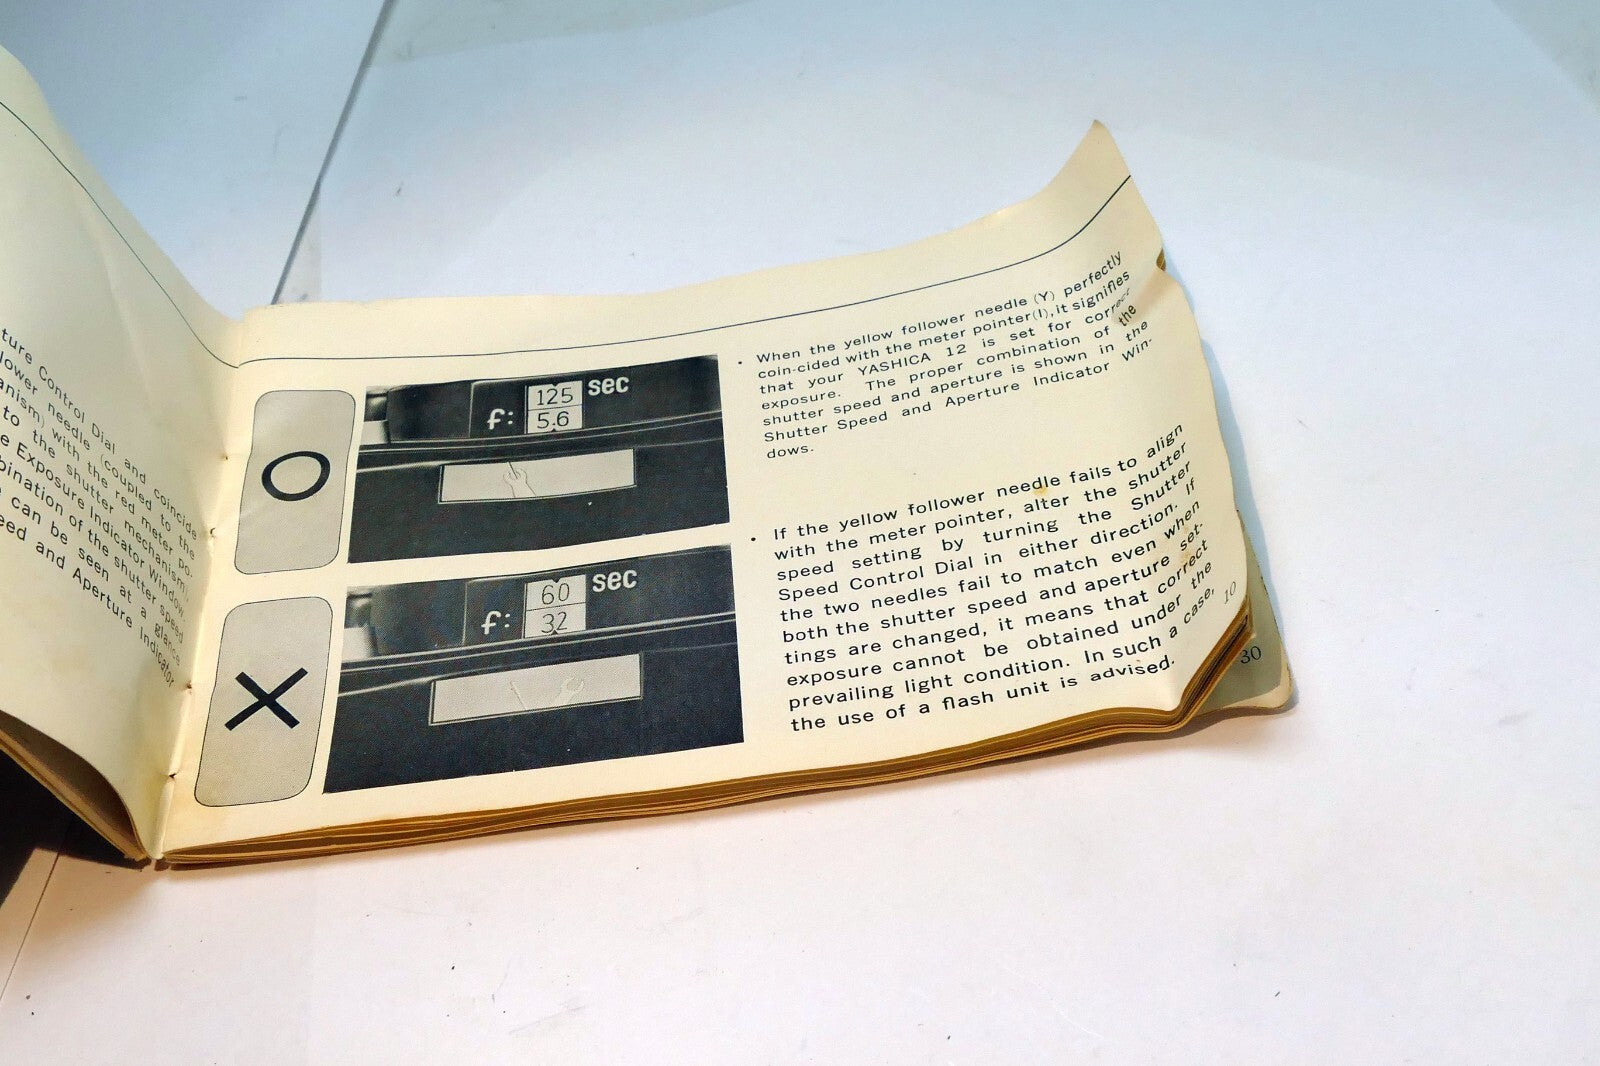 ture Control Dial and
lower needle (coupled
anism) with the red meter po-
to the shutter mechanism)
e Exposure Indicator Window.
bination of the shutter speed
can be seen at a glance
eed and Aperture Indicator
125 sec
f: 5.6
O
60 sec
f: 32
X
• When the yellow follower needle (Y) perfectly
coin-cided with the meter pointer(I), it signifies
that your YASHICA 12 is set for correct
exposure. The proper combination of the
shutter speed and aperture is shown in the
Shutter Speed and Aperture Indicator Win-
dows.
• If the yellow follower needle fails to align
with the meter pointer, alter the shutter
speed setting by turning the Shutter
Speed Control Dial in either direction. If
the two needles fail to match even when
both the shutter speed and aperture set-
tings are changed, it means that correct
exposure cannot be obtained under the
prevailing light condition. In such a case,
the use of a flash unit is advised.
10
30